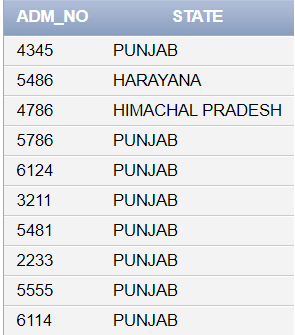 ADM_NO STATE
4345 PUNJAB
5486 HARAYANA
4786 HIMACHAL PRADESH
5786 PUNJAB
6124 PUNJAB
3211 PUNJAB
5481 PUNJAB
2233 PUNJAB
5555 PUNJAB
6114 PUNJAB